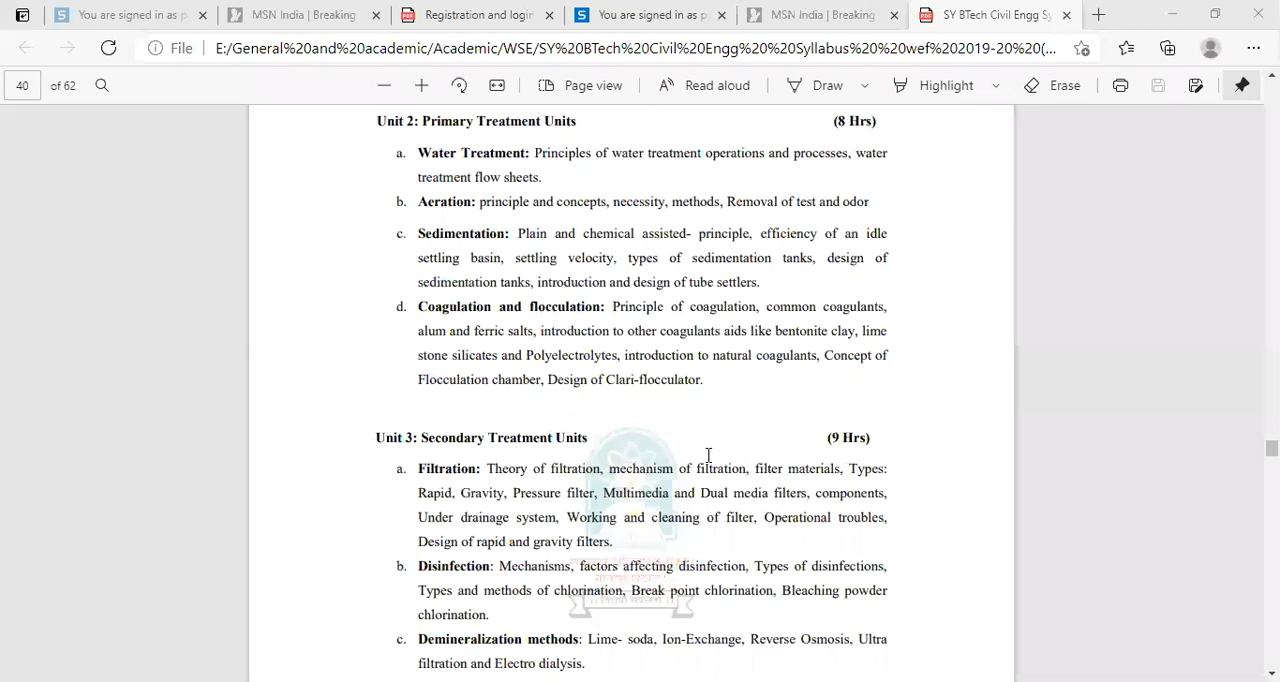 You are signed in as p
MSN India | Breaking
Registration and login
You are signed in as p
MSN India | Breaking
SY BTech Civil Engg Sy
File
E:/General%20and%20academic/Academic/WSE/SY%20BTech%20Civil%20Engg%20%20Syllabus%20%20wef%202019-20%20(...
40 of 62
Page view
Read aloud
Draw
Highlight
Erase
Unit 2: Primary Treatment Units (8 Hrs)
a. Water Treatment: Principles of water treatment operations and processes, water
treatment flow sheets.
b. Aeration: principle and concepts, necessity, methods, Removal of test and odor
c. Sedimentation: Plain and chemical assisted- principle, efficiency of an idle
settling basin, settling velocity, types of sedimentation tanks, design of
sedimentation tanks, introduction and design of tube settlers.
d. Coagulation and flocculation: Principle of coagulation, common coagulants,
alum and ferric salts, introduction to other coagulants aids like bentonite clay, lime
stone silicates and Polyelectrolytes, introduction to natural coagulants, Concept of
Flocculation chamber, Design of Clari-flocculator.
Unit 3: Secondary Treatment Units (9 Hrs)
a. Filtration: Theory of filtration, mechanism of filtration, filter materials, Types:
Rapid, Gravity, Pressure filter, Multimedia and Dual media filters, components,
Under drainage system, Working and cleaning of filter, Operational troubles,
Design of rapid and gravity filters.
b. Disinfection: Mechanisms, factors affecting disinfection, Types of disinfections,
Types and methods of chlorination, Break point chlorination, Bleaching powder
chlorination.
c. Demineralization methods: Lime- soda, Ion-Exchange, Reverse Osmosis, Ultra
filtration and Electro dialysis.